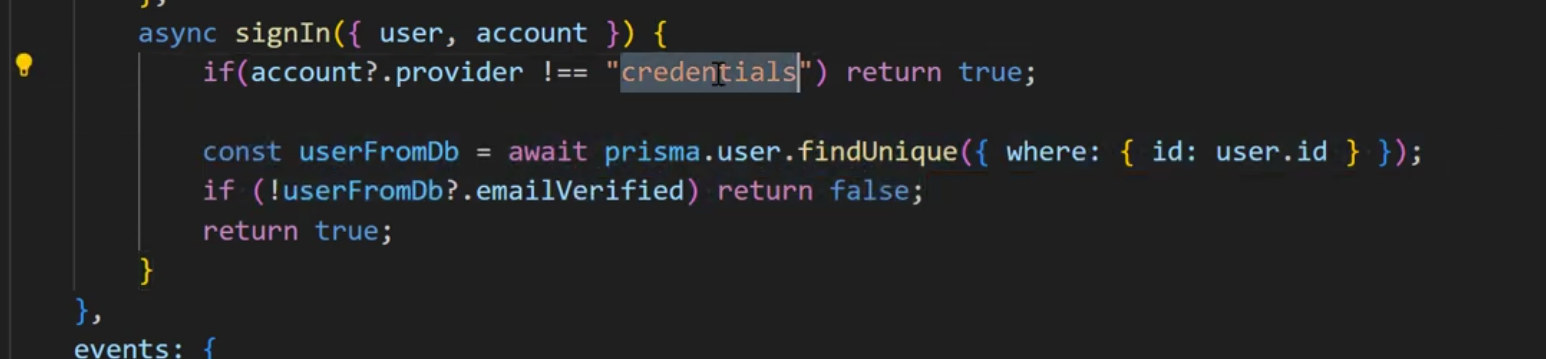 },
async signIn({ user, account }) {
if(account?.provider !== "credentials") return true;
const userFromDb = await prisma.user.findUnique({ where: { id: user.id } });
if (!userFromDb?.emailVerified) return false;
return true;
}
},
events: {